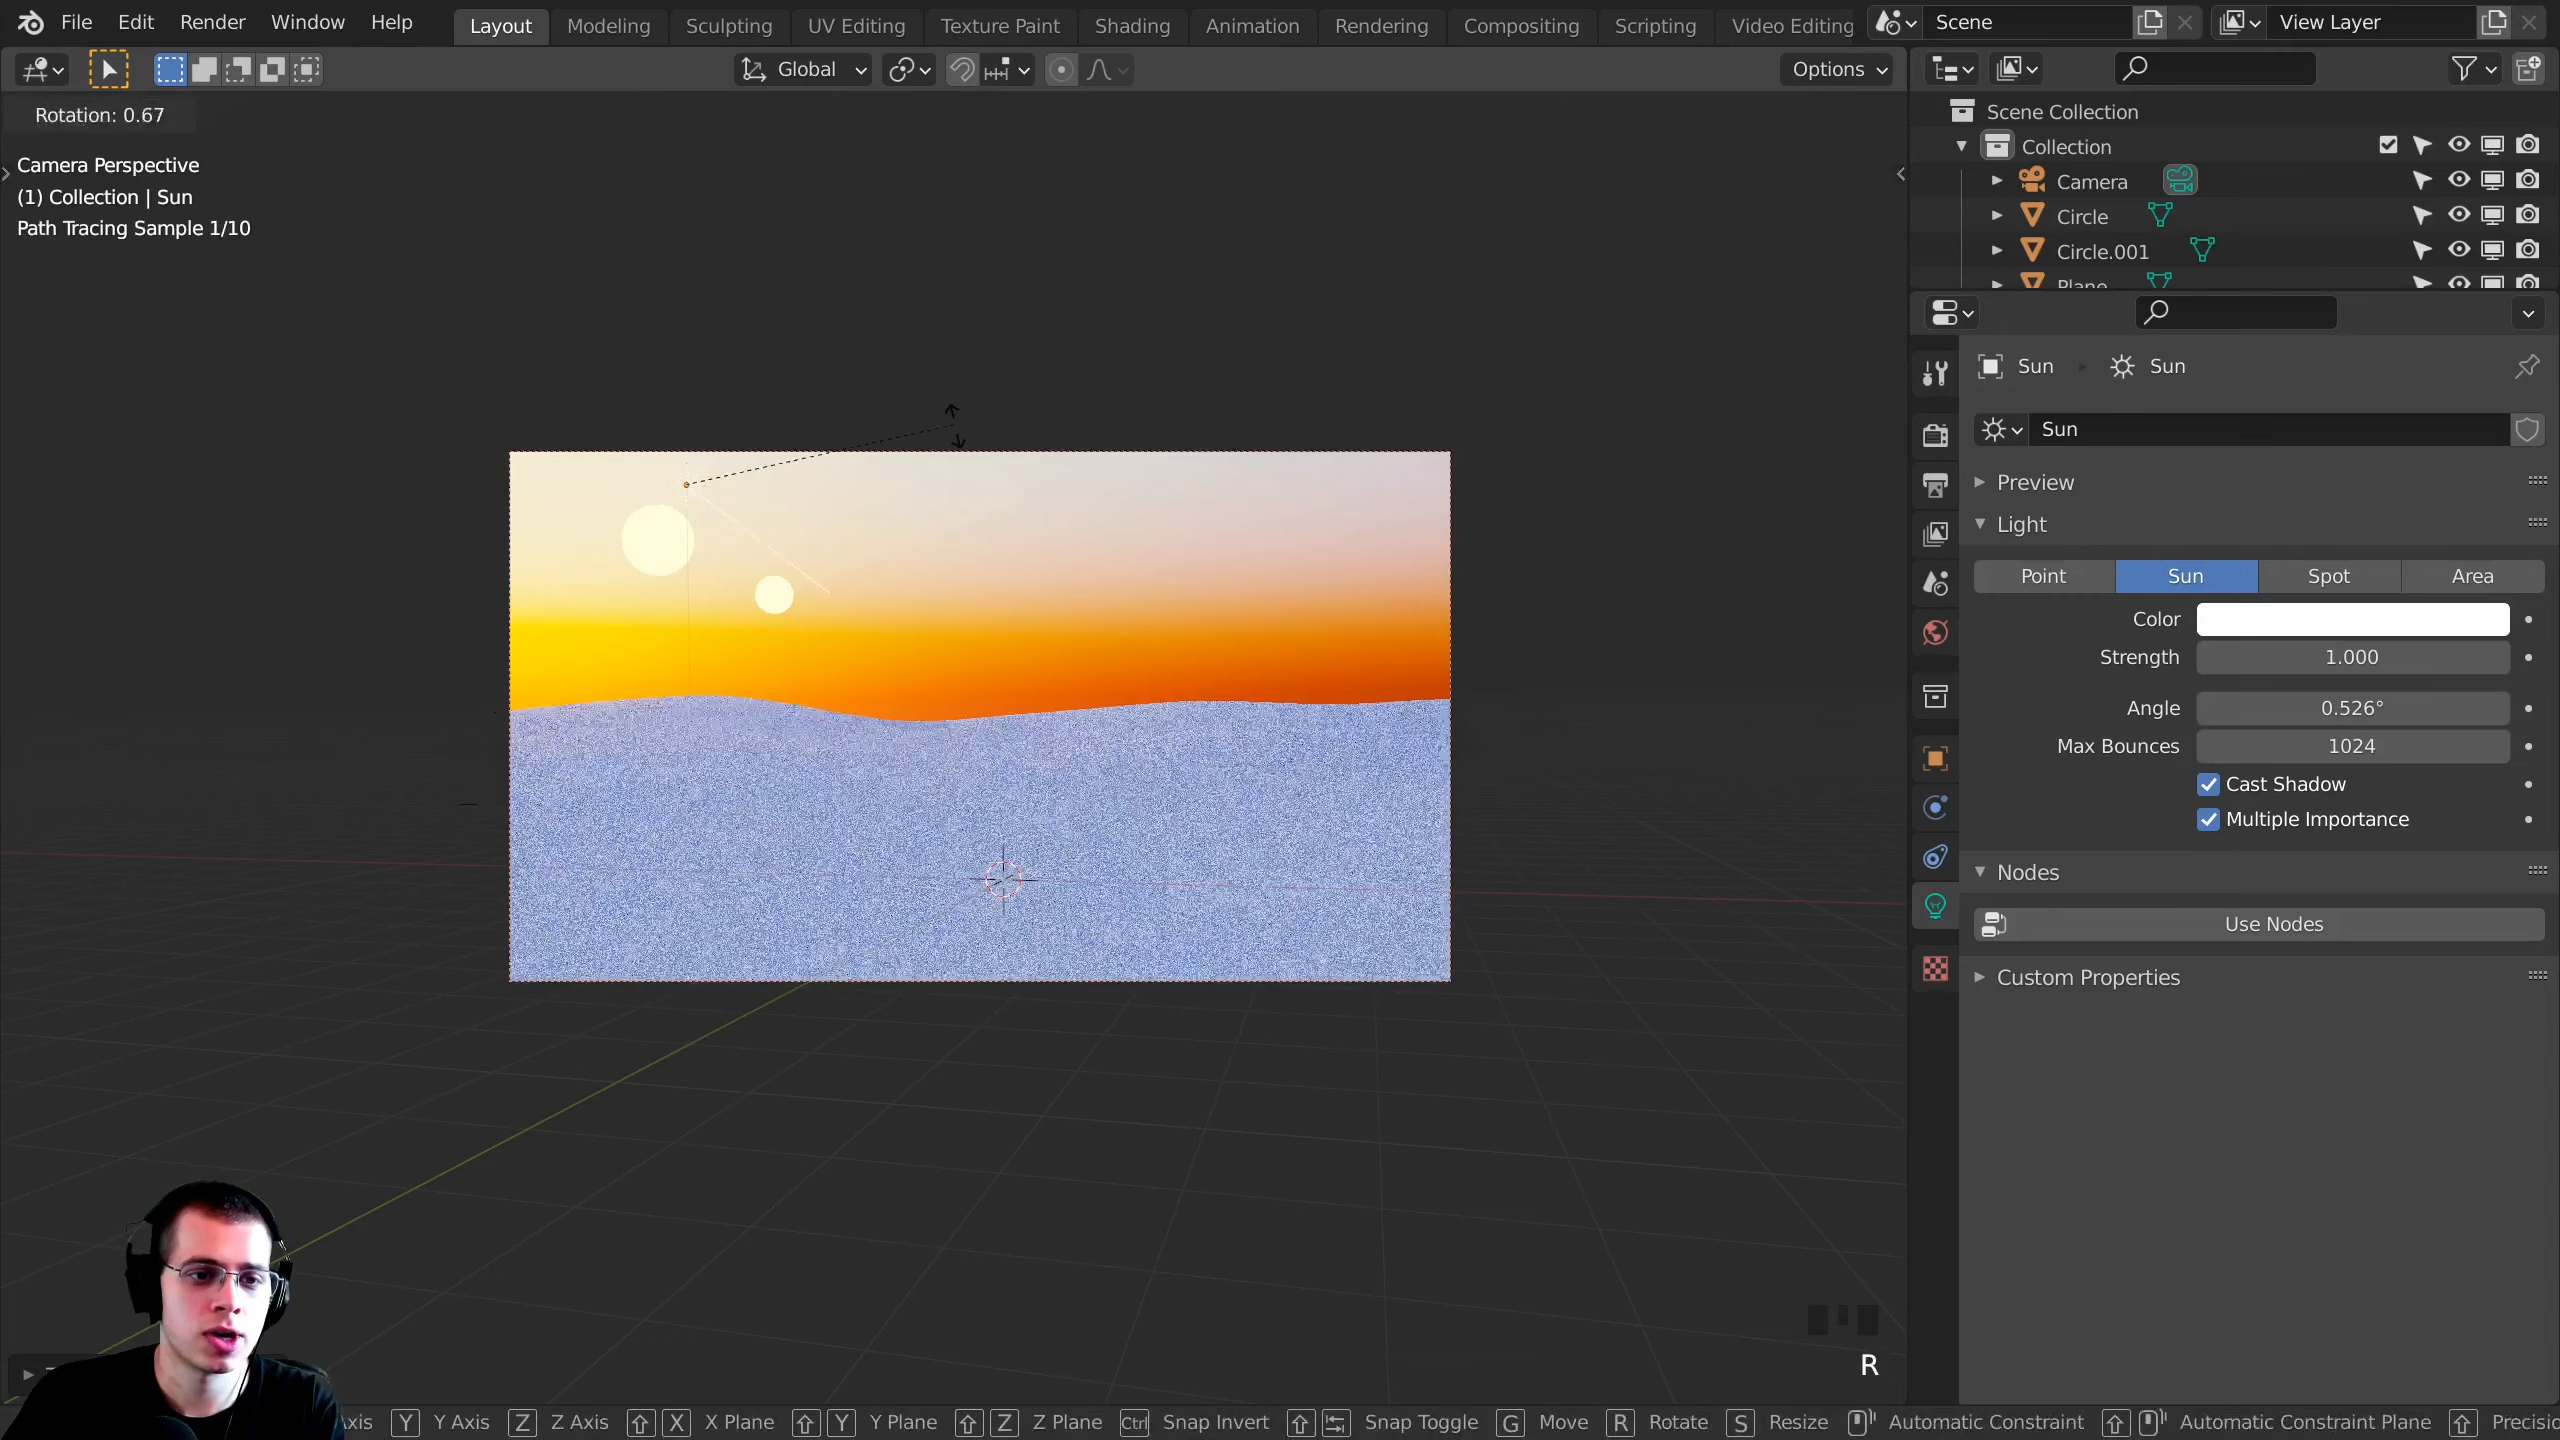 File Edit Render Window Help Layout Modeling Sculpting UV Editing Texture Paint Shading Animation Rendering Compositing Scripting Video Editing Scene View Layer
Global Options
Rotation: 0.67
Camera Perspective
(1) Collection | Sun
Path Tracing Sample 1/10
Scene Collection
Collection
Camera
Circle
Circle.001
Plane
Sun Sun
Sun
Preview
Light
Point Sun Spot Area
Color
Strength 1.000
Angle 0.526°
Max Bounces 1024
Cast Shadow
Multiple Importance
Nodes
Use Nodes
Custom Properties
R
Y Y Axis Z Z Axis X X Plane Y Y Plane Z Z Plane Ctrl Snap Invert Snap Toggle G Move R Rotate S Resize Automatic Constraint Automatic Constraint Plane